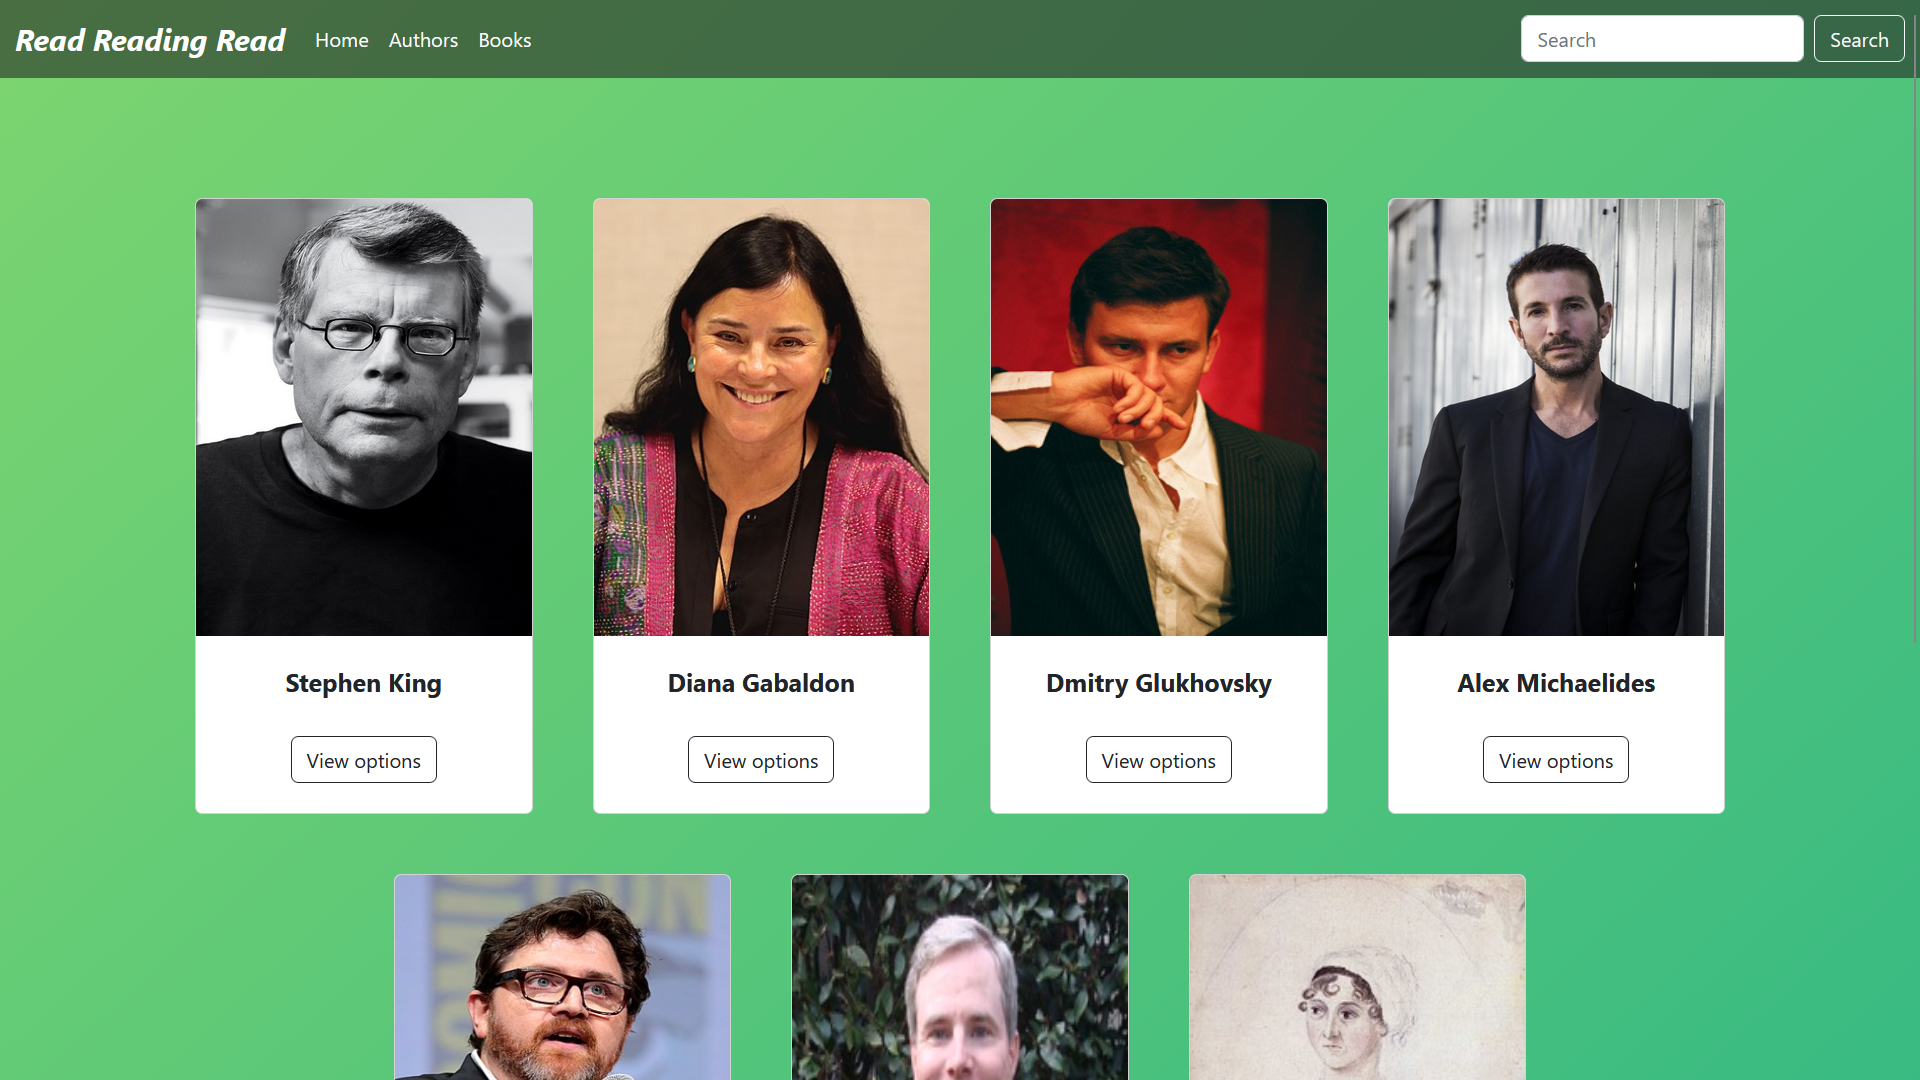 Read Reading Read Home Authors Books Search Search
Stephen King Diana Gabaldon Dmitry Glukhovsky Alex Michaelides
View options View options View options View options